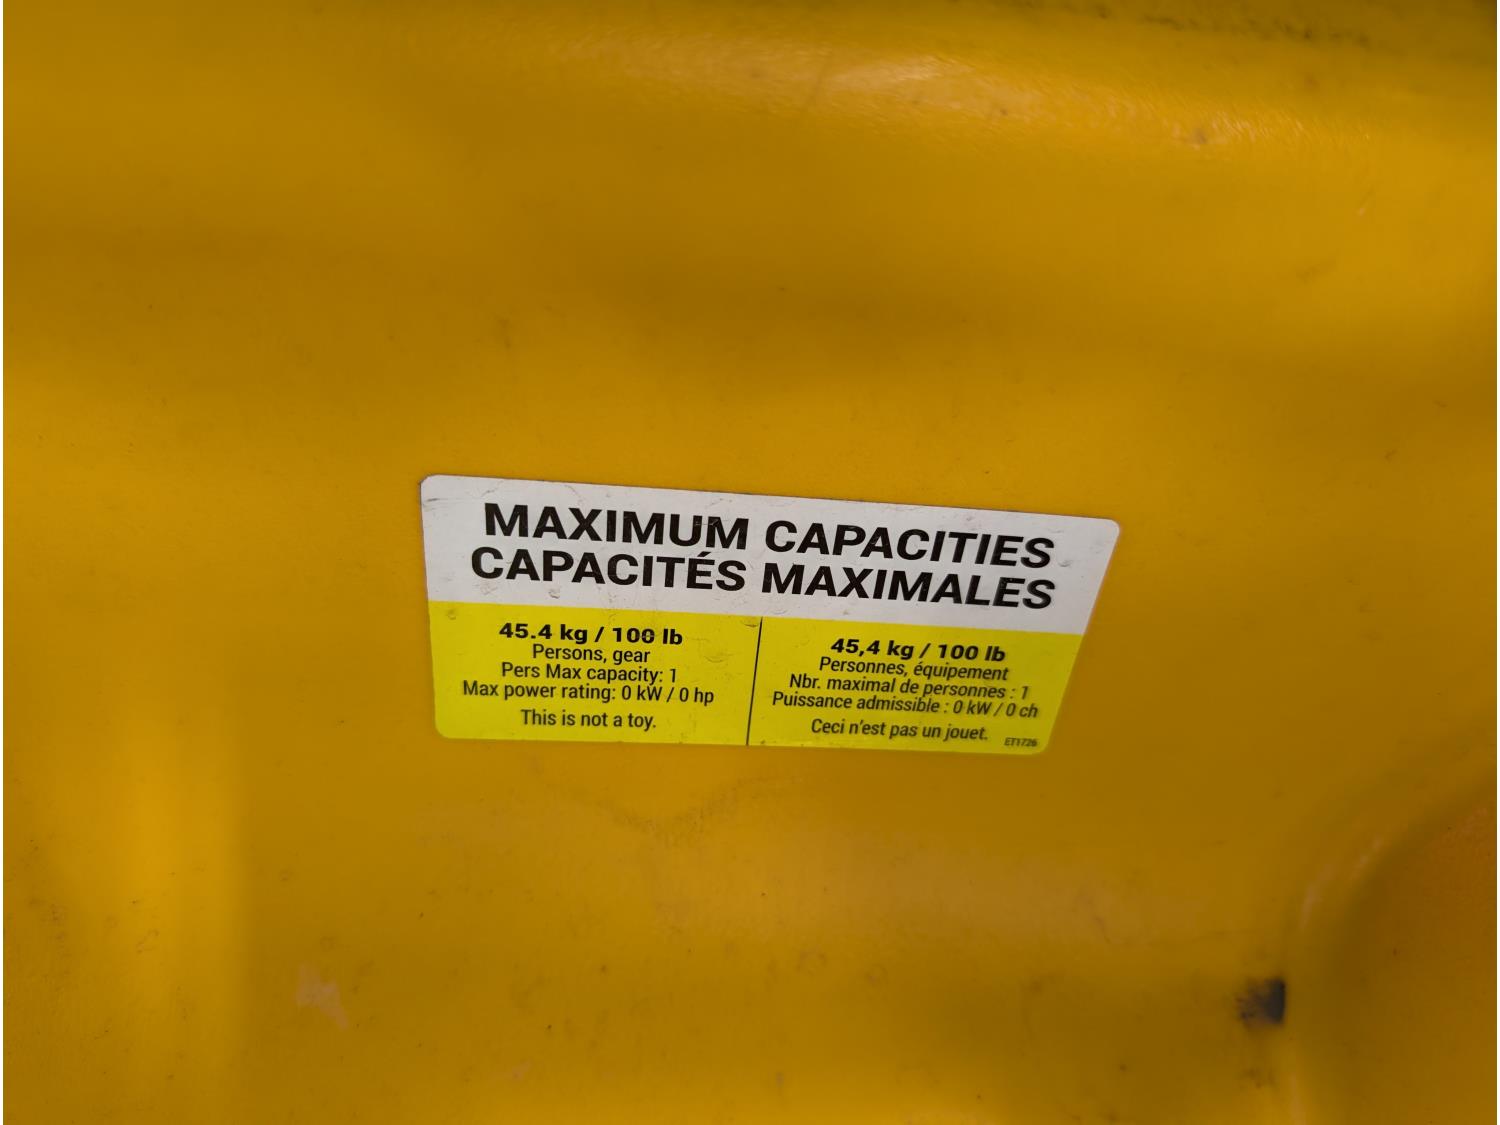 MAXIMUM CAPACITIES
CAPACITÉS MAXIMALES
45.4 kg / 100 lb
Persons, gear
Pers Max capacity: 1
Max power rating: 0 kW / 0 hp
This is not a toy.
45,4 kg / 100 lb
Personnes, équipement
Nbr. maximal de personnes : 1
Puissance admissible : 0 kW / 0 ch
Ceci n'est pas un jouet.
ET1726